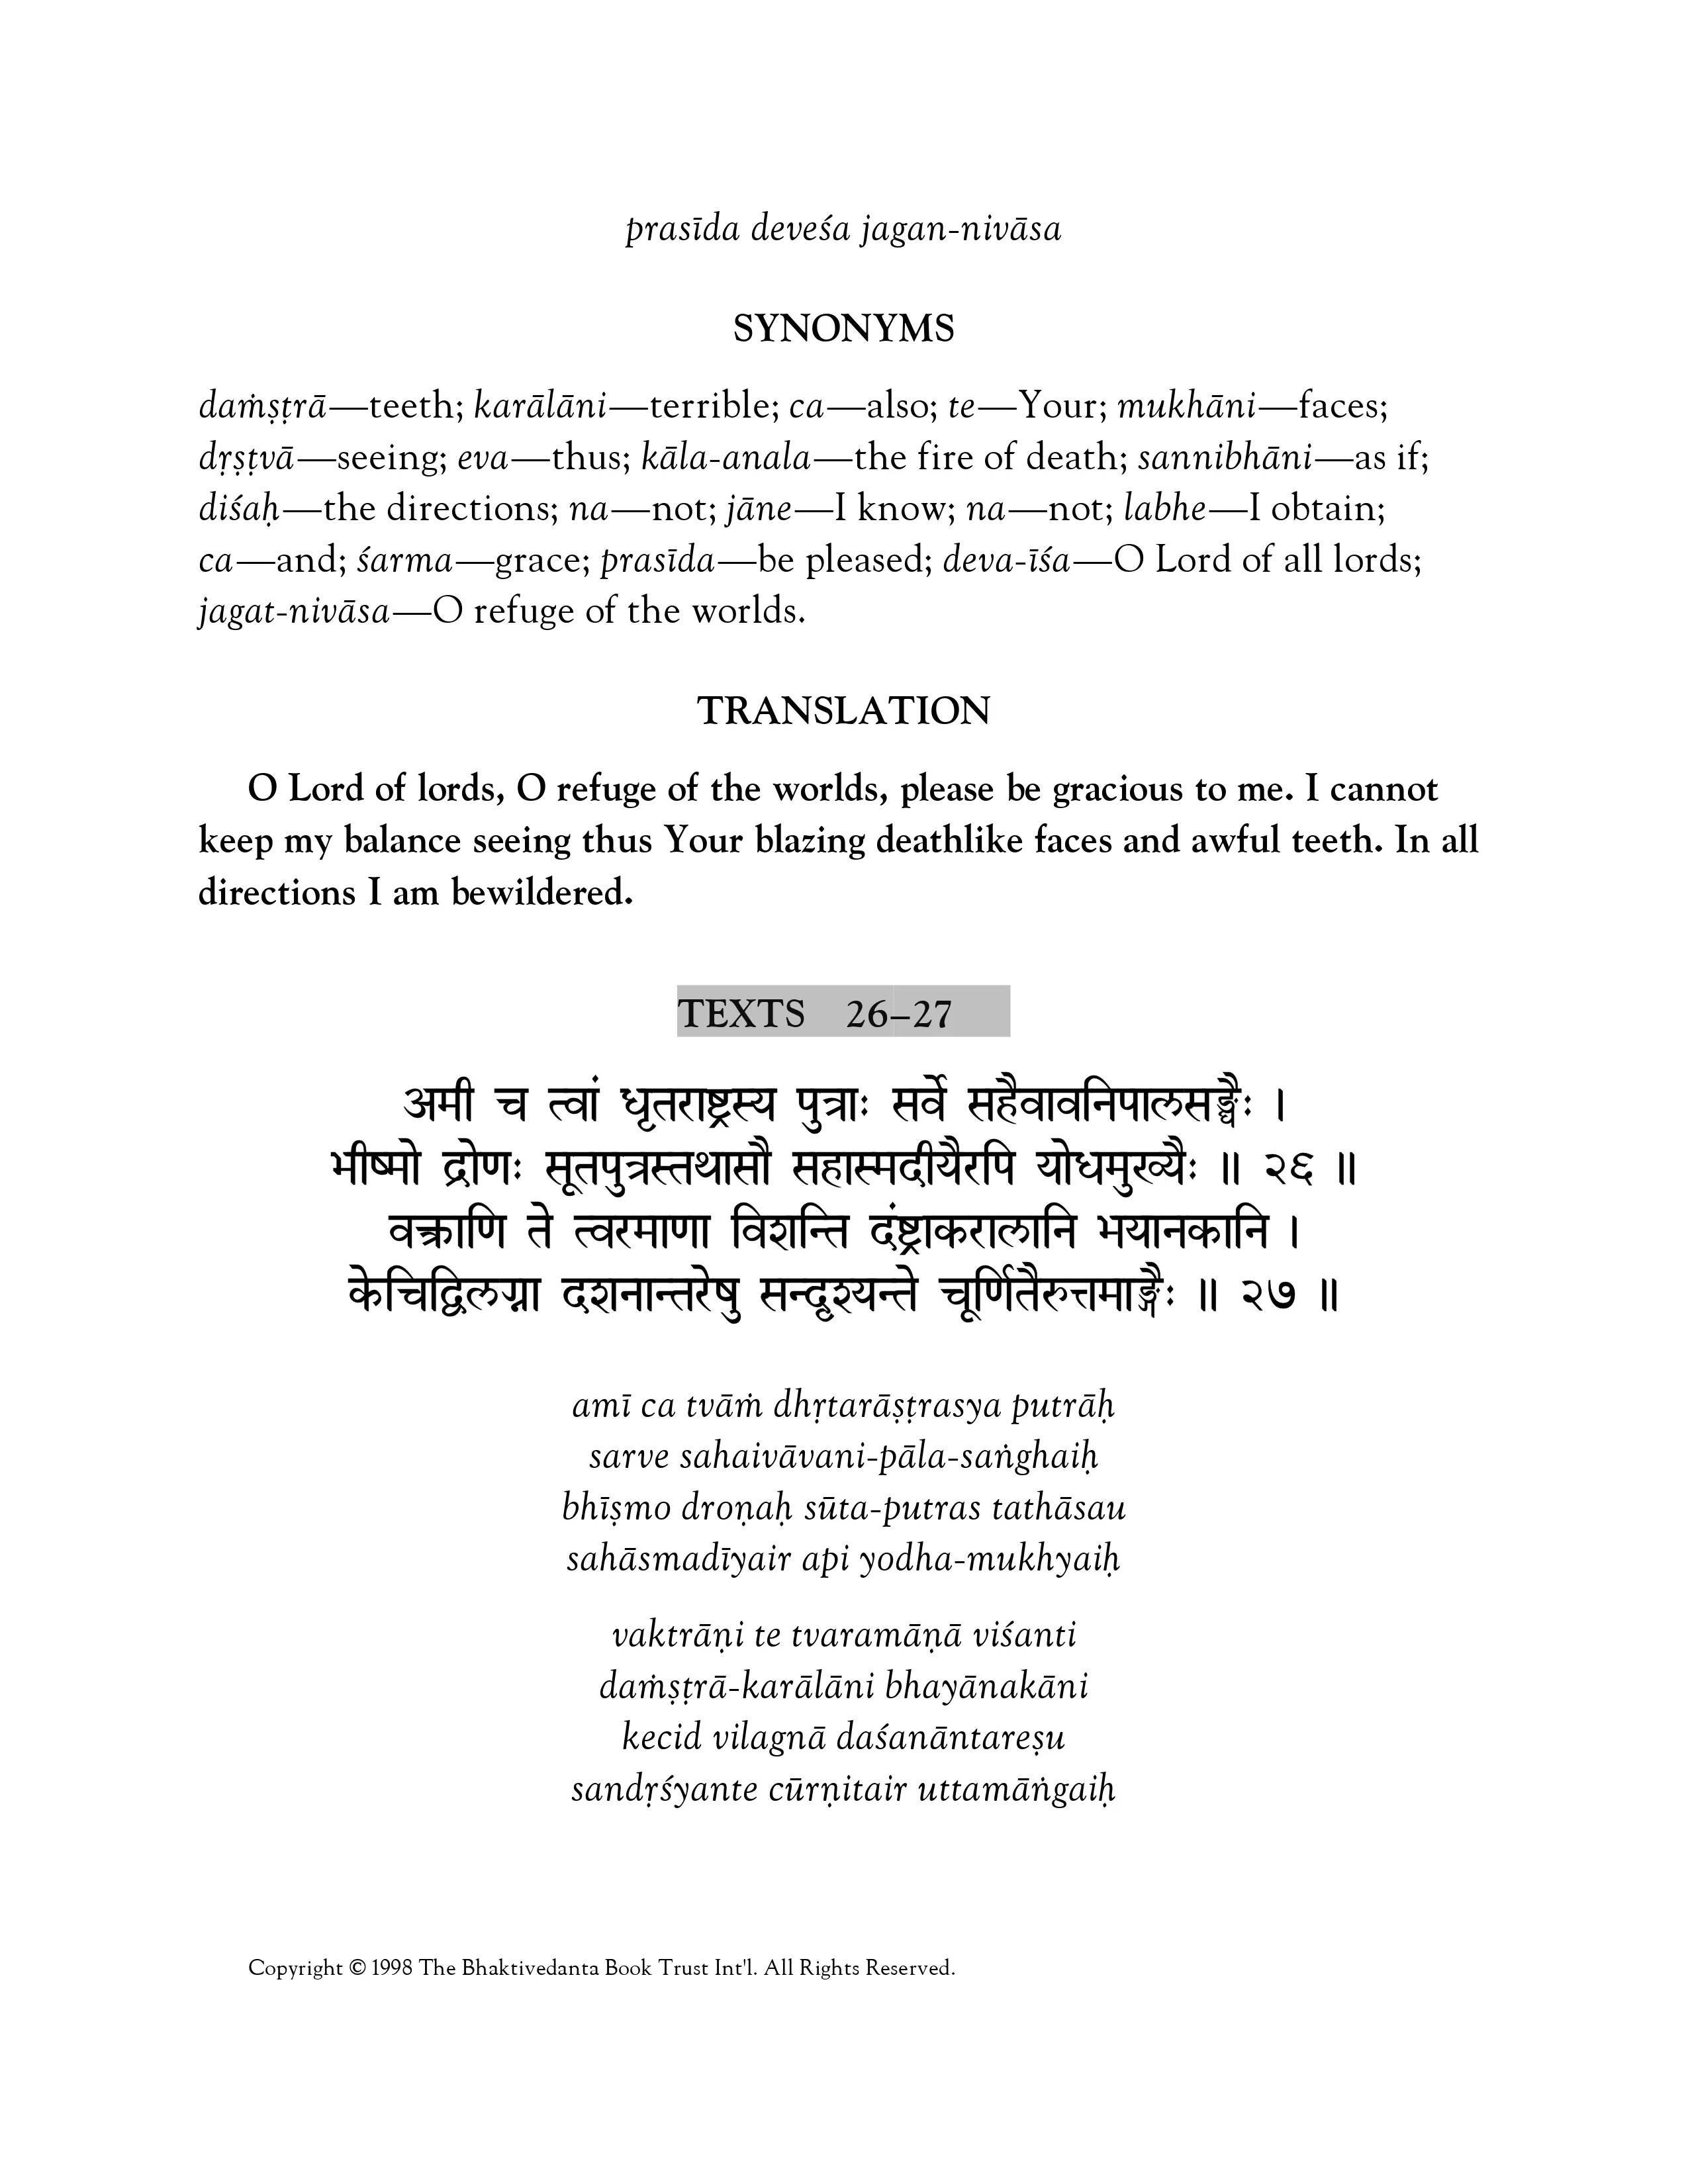 prasīda deveśa jagan-nivāsa
SYNONYMS
daṁṣṭrā—teeth; karālāni—terrible; ca—also; te—Your; mukhāni—faces;
dṛṣṭvā—seeing; eva—thus; kāla-anala—the fire of death; sannibhāni—as if;
diśaḥ—the directions; na—not; jāne—I know; na—not; labhe—I obtain;
ca—and; śarma—grace; prasīda—be pleased; deva-īśa—O Lord of all lords;
jagat-nivāsa—O refuge of the worlds.
TRANSLATION
O Lord of lords, O refuge of the worlds, please be gracious to me. I cannot
keep my balance seeing thus Your blazing deathlike faces and awful teeth. In all
directions I am bewildered.
TEXTS 26–27
अमी च त्वां धृतराष्ट्रस्य पुत्राः सर्वे सहैवावनिपालसङ्घैः ।
भीष्मो द्रोणः सूतपुत्रस्तथासौ सहास्मदीयैरपि योधमुख्यैः ॥ २६ ॥
वक्त्राणि ते त्वरमाणा विशन्ति दंष्ट्राकरालानि भयानकानि ।
केचिद्विलग्ना दशनान्तरेषु सन्दृश्यन्ते चूर्णितैरुत्तमाङ्गैः ॥ २७ ॥
amī ca tvāṁ dhṛtarāṣṭrasya putrāḥ
sarve sahaivāvani-pāla-saṅghaiḥ
bhīṣmo droṇaḥ sūta-putras tathāsau
sahāsmadīyair api yodha-mukhyaiḥ
vaktrāṇi te tvaramāṇā viśanti
daṁṣṭrā-karālāni bhayānakāni
kecid vilagnā daśanāntareṣu
sandṛśyante cūrṇitair uttamāṅgaiḥ
Copyright © 1998 The Bhaktivedanta Book Trust Int'l. All Rights Reserved.